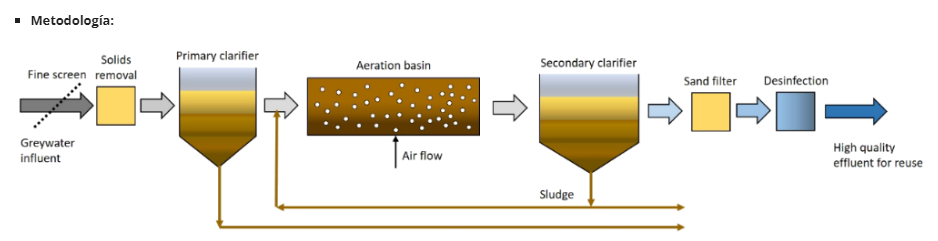 ▪ Metodología:
Fine screen
Solids
removal
Primary clarifier
Aeration basin
Secondary clarifier
Sand filter
Desinfection
Greywater
influent
Air flow
High quality
effluent for reuse
Sludge